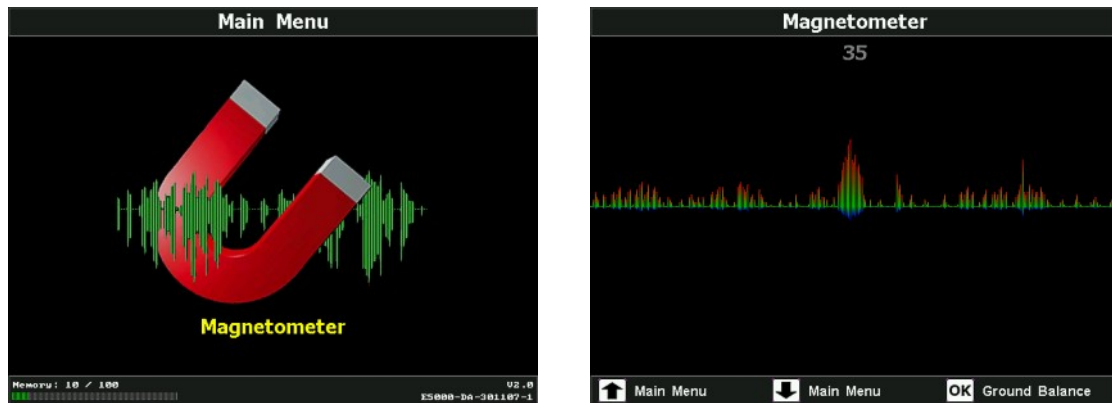 Main Menu
Magnetometer
Memory: 10 / 100
V2.0
E5000-DA-301107-1
Magnetometer
35
Main Menu
Main Menu
OK Ground Balance